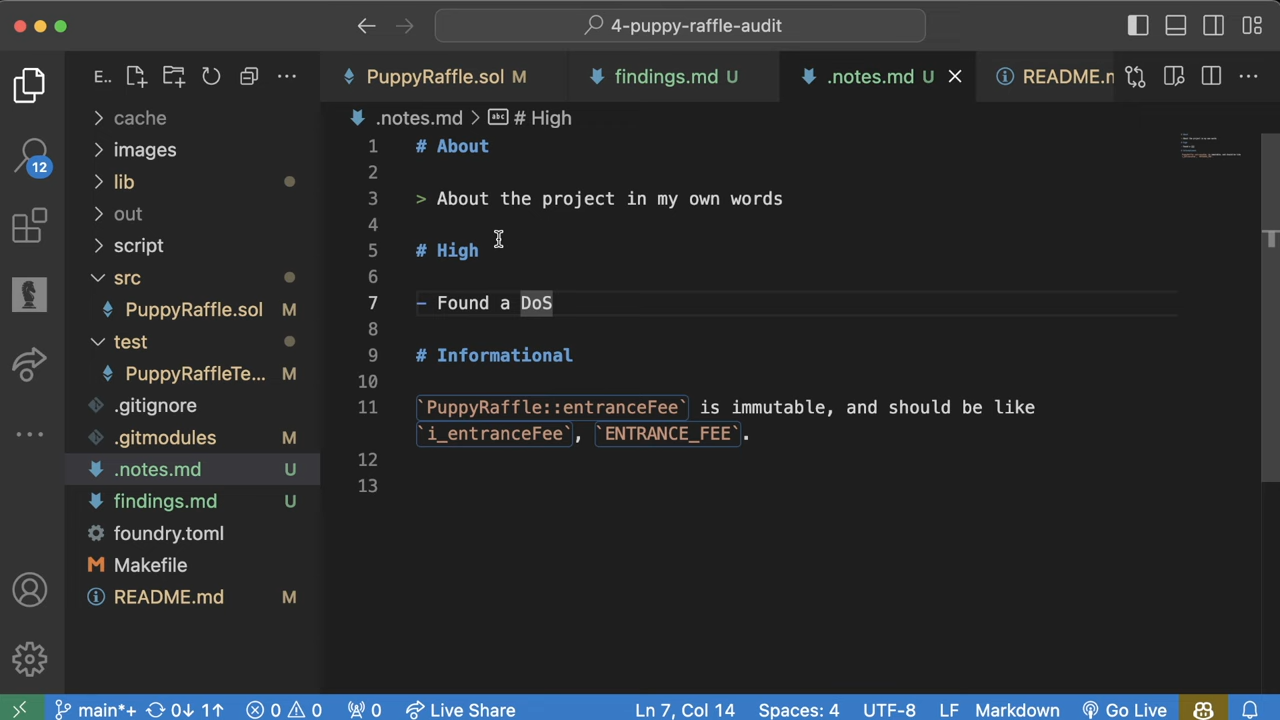 4-puppy-raffle-audit
E..
PuppyRaffle.sol M
findings.md U
.notes.md U
README.m
12
.notes.md > # High
cache
images
lib
out
script
src
PuppyRaffle.sol M
test
PuppyRaffleTe... M
.gitignore
.gitmodules M
.notes.md U
findings.md U
foundry.toml
Makefile
README.md M
1 # About
2
3 > About the project in my own words
4
5 # High
6
7 - Found a DoS
8
9 # Informational
10
11 `PuppyRaffle::entranceFee` is immutable, and should be like
`i_entranceFee`, `ENTRANCE_FEE`.
12
13
main*+ 0↓ 1↑ 0 0 0 Live Share Ln 7, Col 14 Spaces: 4 UTF-8 LF Markdown Go Live